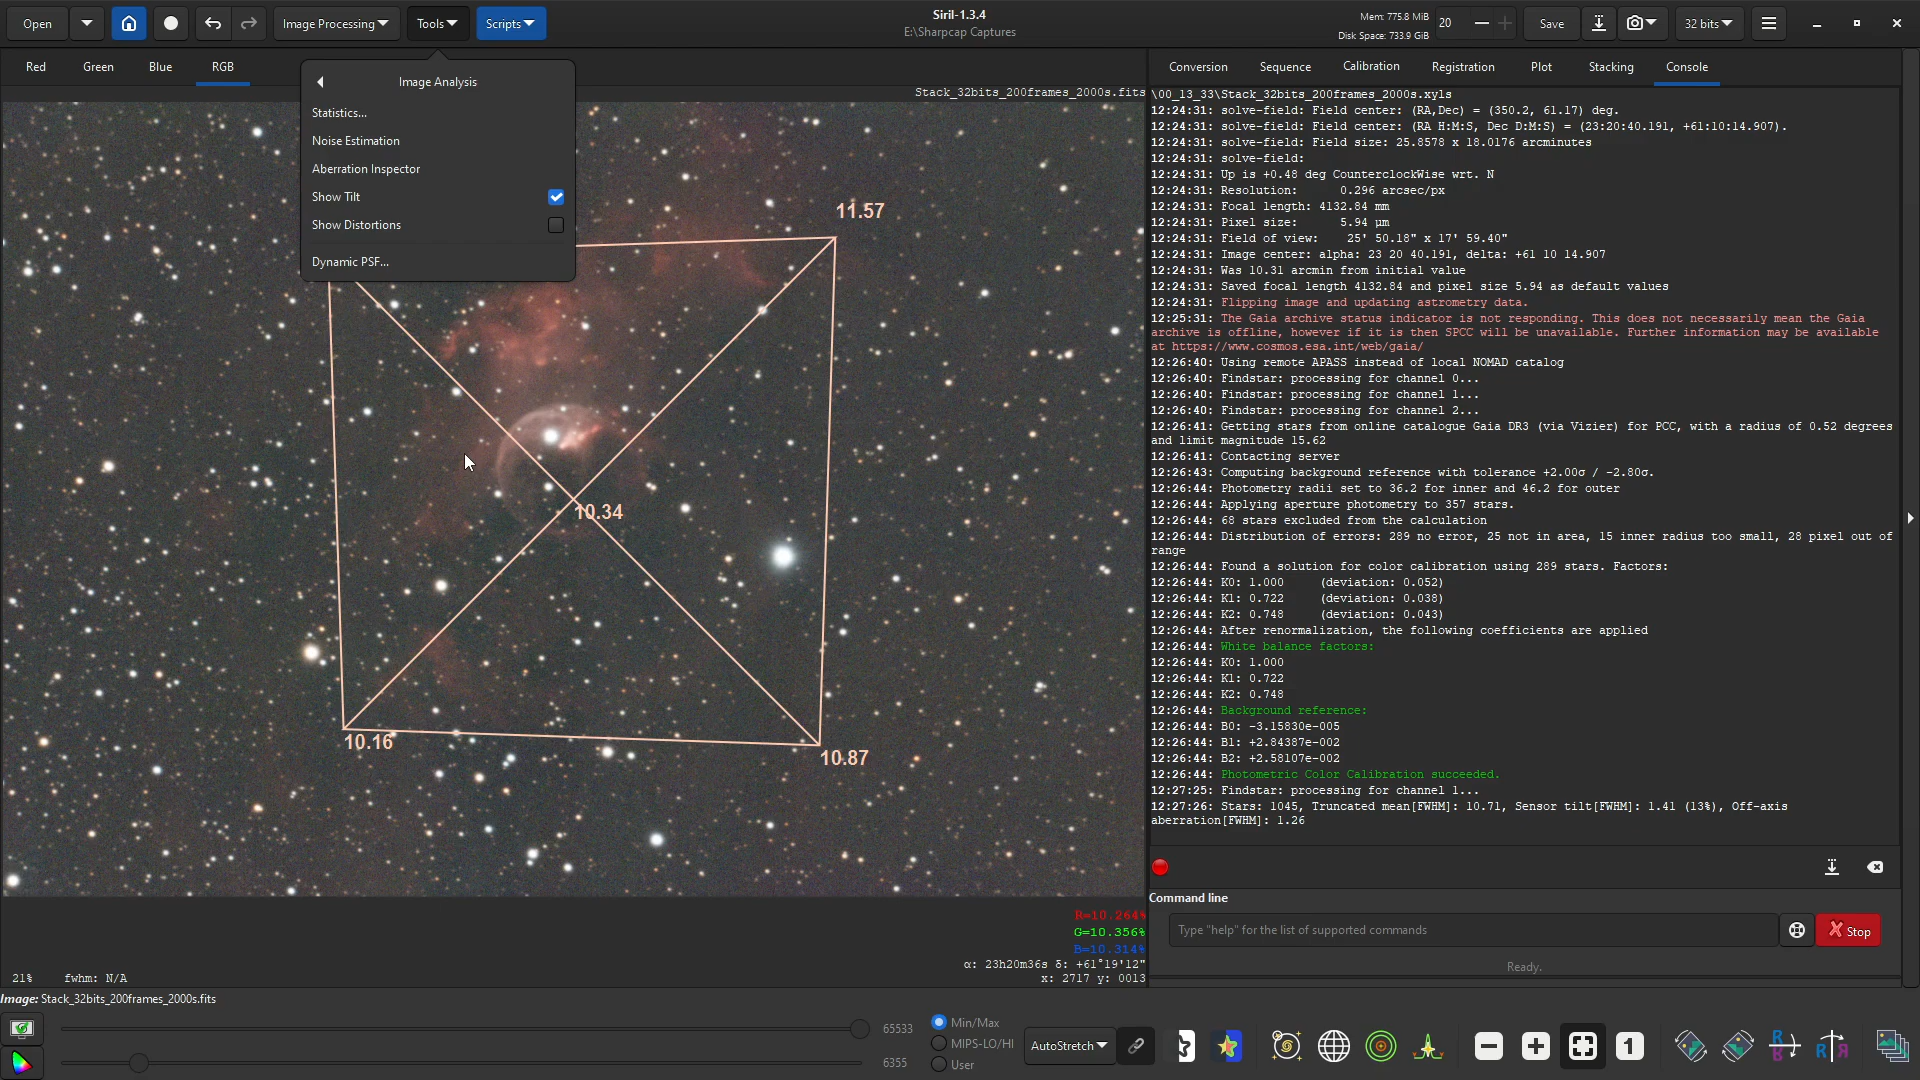 Open
Image Processing
Tools
Scripts
Siril-1.3.4
E:\Sharpcap Captures
Mem: 775.8 MiB
Disk Space: 733.9 GiB
20
Save
32 bits
Red
Green
Blue
RGB
Image Analysis
Statistics...
Noise Estimation
Aberration Inspector
Show Tilt
Show Distortions
Dynamic PSF...
Stack_32bits_200frames_2000s.fits
11.57
10.34
10.16
10.87
R=10.264%
G=10.356%
B=10.314%
α: 23h20m36s δ: +61°19'12"
x: 2717 y: 0013
21%
fwhm: N/A
Conversion
Sequence
Calibration
Registration
Plot
Stacking
Console
\00_13_33\Stack_32bits_200frames_2000s.xyls
12:24:31: solve-field: Field center: (RA,Dec) = (350.2, 61.17) deg.
12:24:31: solve-field: Field center: (RA H:M:S, Dec D:M:S) = (23:20:40.191, +61:10:14.907).
12:24:31: solve-field: Field size: 25.8578 x 18.0176 arcminutes
12:24:31: solve-field:
12:24:31: Up is +0.48 deg CounterclockWise wrt. N
12:24:31: Resolution: 0.296 arcsec/px
12:24:31: Focal length: 4132.84 mm
12:24:31: Pixel size: 5.94 µm
12:24:31: Field of view: 25' 50.18" x 17' 59.40"
12:24:31: Image center: alpha: 23 20 40.191, delta: +61 10 14.907
12:24:31: Was 10.31 arcmin from initial value
12:24:31: Saved focal length 4132.84 and pixel size 5.94 as default values
12:24:31: Flipping image and updating astrometry data.
12:25:31: The Gaia archive status indicator is not responding. This does not necessarily mean the Gaia
archive is offline, however if it is then SPCC will be unavailable. Further information may be available
at https://www.cosmos.esa.int/web/gaia/
12:26:40: Using remote APASS instead of local NOMAD catalog
12:26:40: Findstar: processing for channel 0...
12:26:40: Findstar: processing for channel 1...
12:26:40: Findstar: processing for channel 2...
12:26:41: Getting stars from online catalogue Gaia DR3 (via Vizier) for PCC, with a radius of 0.52 degrees
and limit magnitude 15.62
12:26:41: Contacting server
12:26:43: Computing background reference with tolerance +2.00σ / -2.80σ.
12:26:44: Photometry radii set to 36.2 for inner and 46.2 for outer
12:26:44: Applying aperture photometry to 357 stars.
12:26:44: 68 stars excluded from the calculation
12:26:44: Distribution of errors: 289 no error, 25 not in area, 15 inner radius too small, 28 pixel out of
range
12:26:44: Found a solution for color calibration using 289 stars. Factors:
12:26:44: K0: 1.000 (deviation: 0.052)
12:26:44: K1: 0.722 (deviation: 0.038)
12:26:44: K2: 0.748 (deviation: 0.043)
12:26:44: After renormalization, the following coefficients are applied
12:26:44: White balance factors:
12:26:44: K0: 1.000
12:26:44: K1: 0.722
12:26:44: K2: 0.748
12:26:44: Background reference:
12:26:44: B0: -3.15830e-005
12:26:44: B1: +2.84387e-002
12:26:44: B2: +2.58107e-002
12:26:44: Photometric Color Calibration succeeded.
12:27:25: Findstar: processing for channel 1...
12:27:26: Stars: 1045, Truncated mean[FWHM]: 10.71, Sensor tilt[FWHM]: 1.41 (13%), Off-axis
aberration[FWHM]: 1.26
Command line
Type "help" for the list of supported commands
Stop
Ready.
Image: Stack_32bits_200frames_2000s.fits
65533
6355
Min/Max
MIPS-LO/HI
User
AutoStretch
1